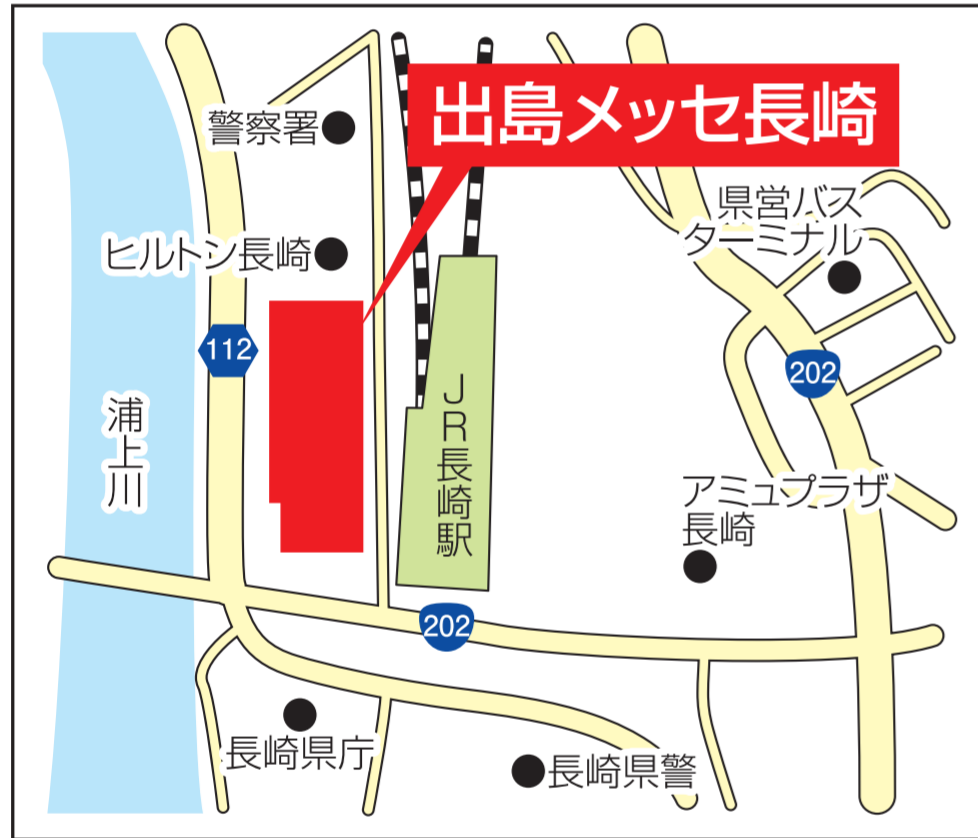 出島メッセ長崎
警察署
県営バス
ターミナル
ヒルトン長崎
112
202
浦上川
JR長崎駅
アミュプラザ
長崎
202
長崎県庁
長崎県警